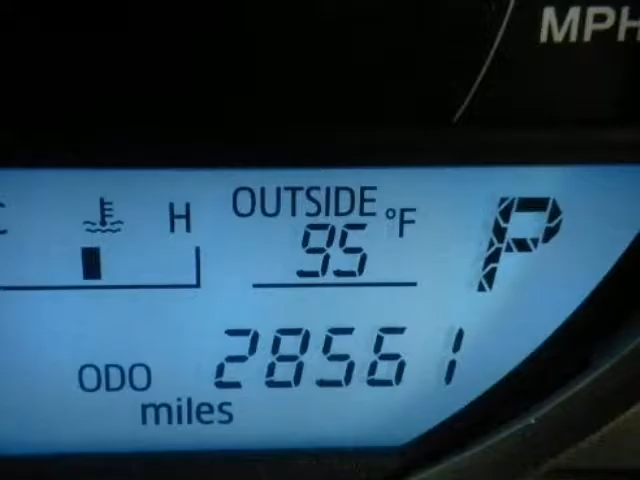 MPH
C H
OUTSIDE
95 °F
P
28561
ODO
miles